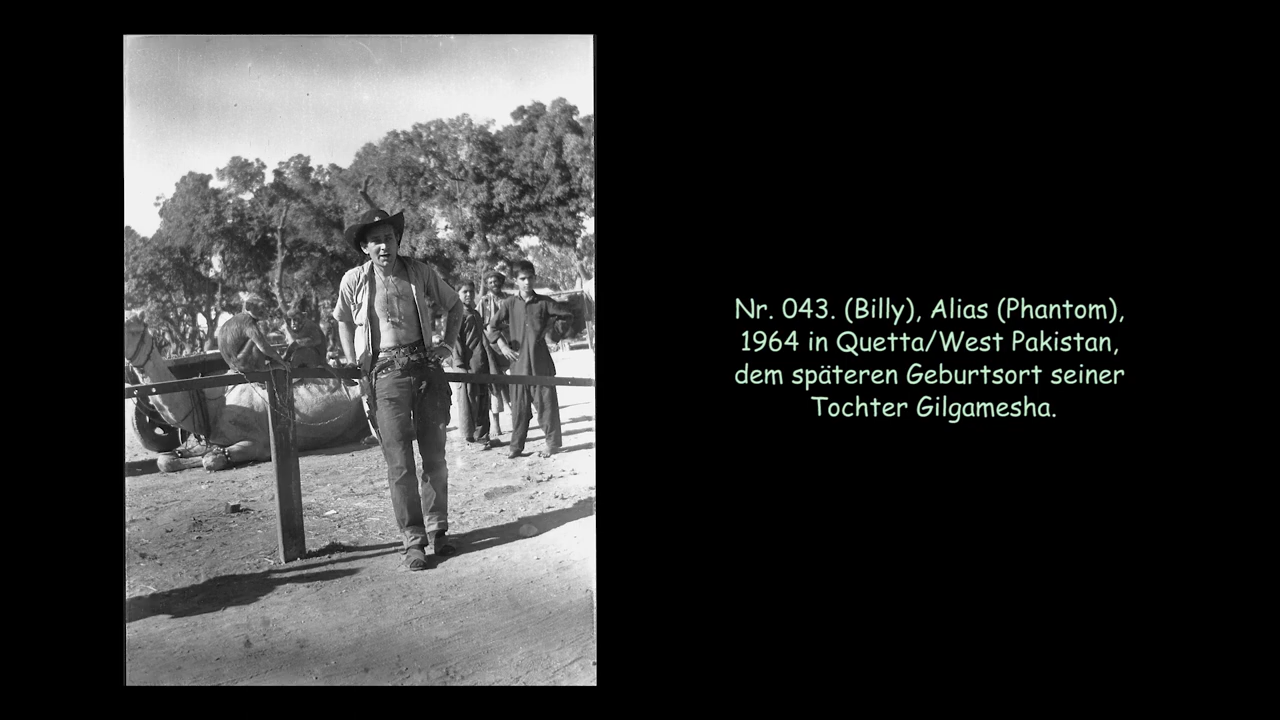 Nr. 043. (Billy), Alias (Phantom),
1964 in Quetta/West Pakistan,
dem späteren Geburtsort seiner
Tochter Gilgamesha.